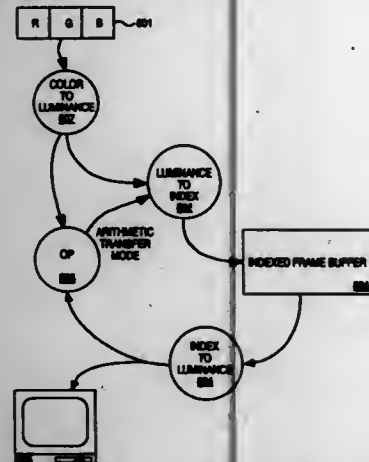 R G B
COLOR
TO
LUMINANCE
LUMINANCE
TO
INDEX
ARITHMETIC
TRANSFER
MODE
OP
INDEXED FRAME BUFFER
INDEX
TO
LUMINANCE